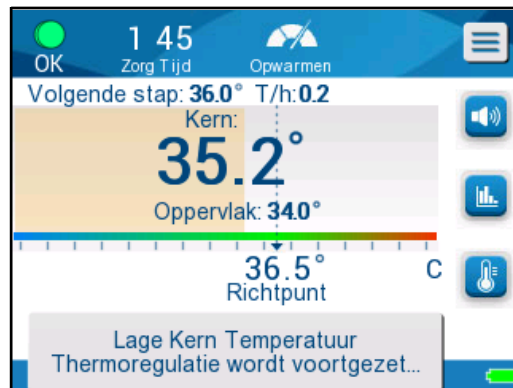 OK
1 45
Zorg Tijd
Opwarmen
Volgende stap: 36.0° T/h:0.2
Kern:
35.2°
Oppervlak: 34.0°
36.5° C
Richtpunt
Lage Kern Temperatuur
Thermoregulatie wordt voortgezet...